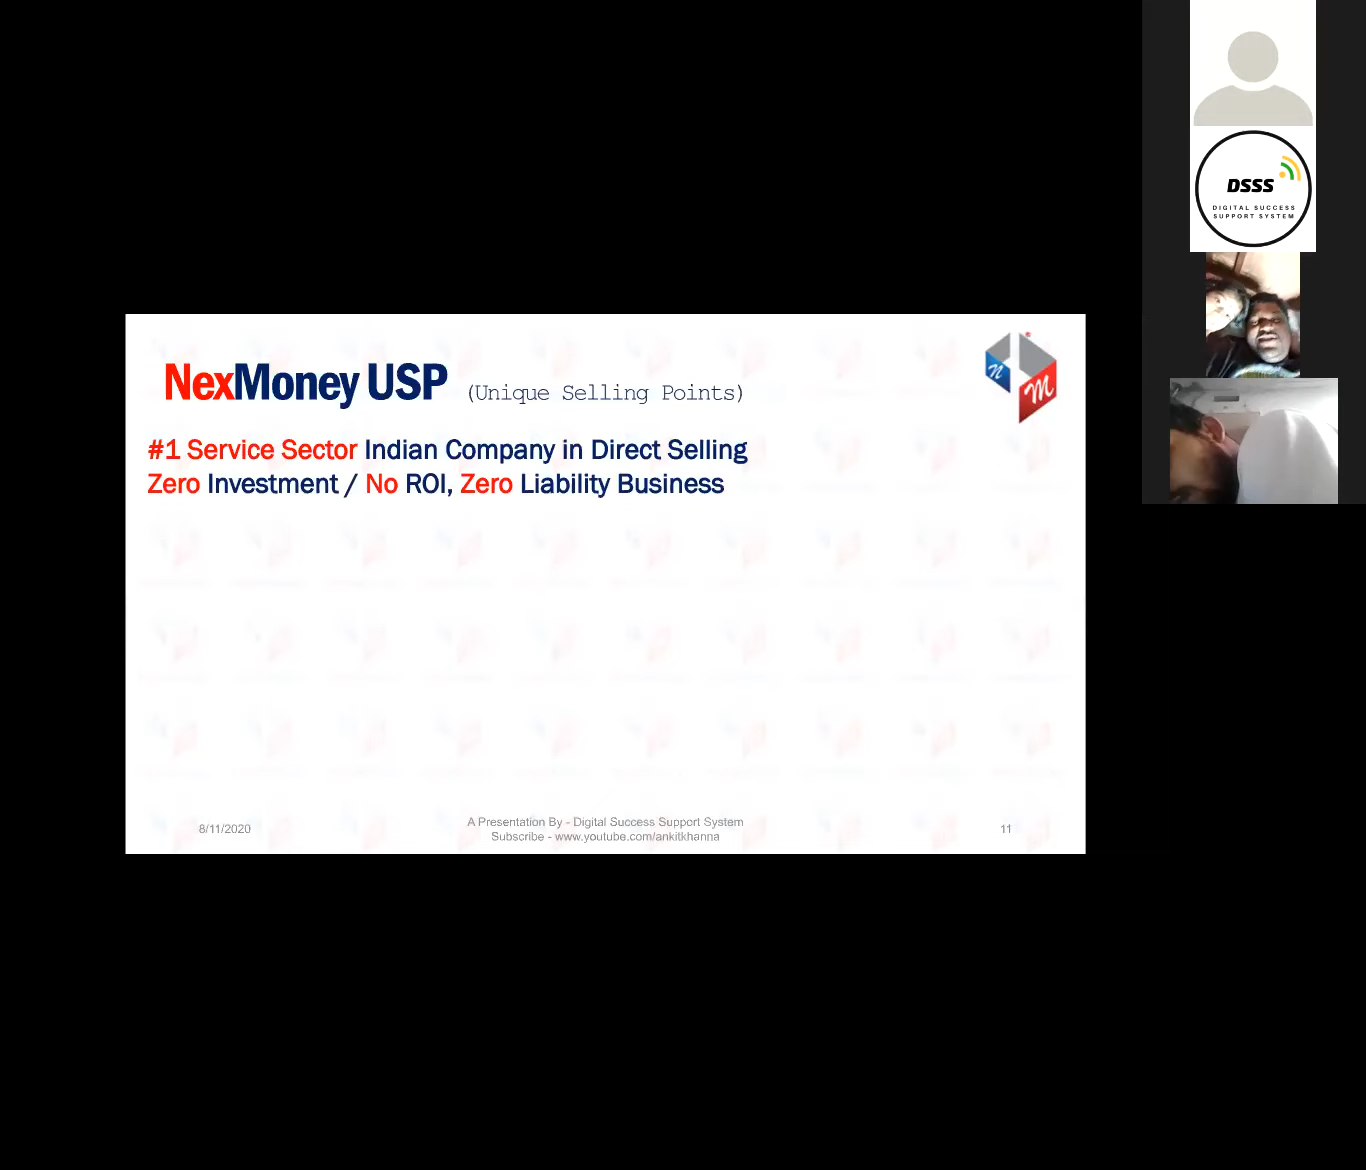 NexMoney USP (Unique Selling Points)
#1 Service Sector Indian Company in Direct Selling
Zero Investment / No ROI, Zero Liability Business
n
M
8/11/2020
A Presentation By - Digital Success Support System
Subscribe - www.youtube.com/ankitkhanna
11
DSSS
DIGITAL SUCCESS
SUPPORT SYSTEM